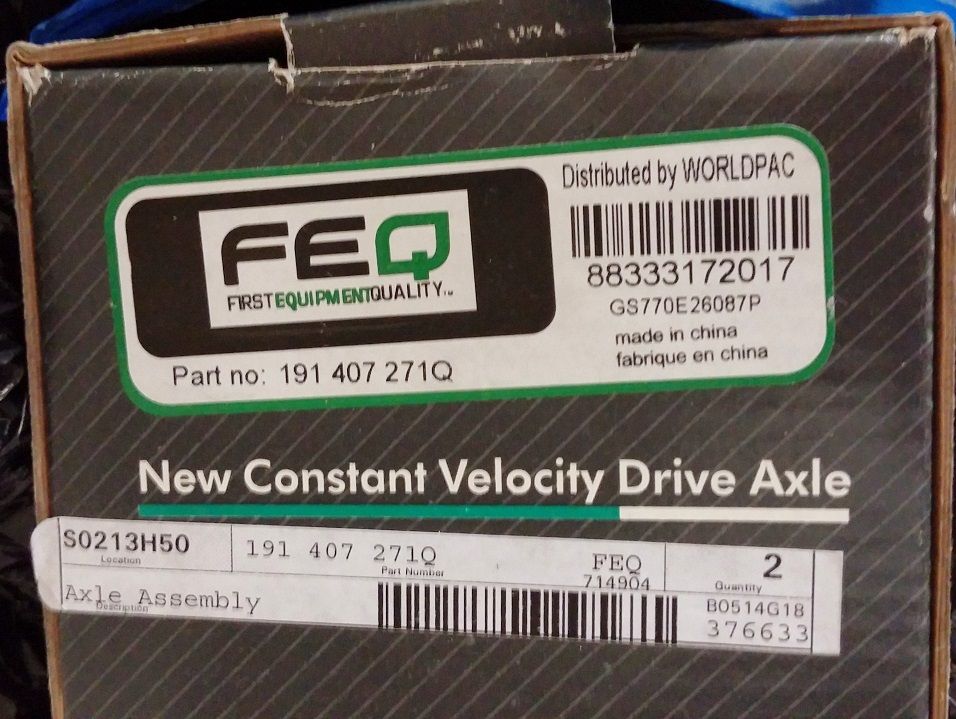 Distributed by WORLDPAC
FEQ
FIRSTEQUIPMENTQUALITY™
88333172017
GS770E26087P
made in china
fabrique en china
Part no: 191 407 271Q
New Constant Velocity Drive Axle
S0213H50
Location
191 407 271Q
Part Number
FEQ
714904
2
Quantity
Axle Assembly
Description
B0514G18
376633